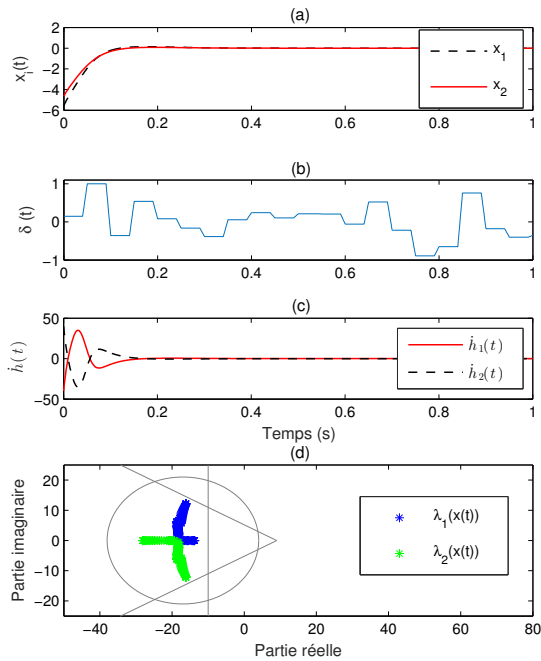 (a)
x_i(t)
2
0
-2
-4
-6
0
0.2
0.4
0.6
0.8
1
x_1
x_2
(b)
δ (t)
1
0
-1
0
0.2
0.4
0.6
0.8
1
(c)
ḣ(t)
50
0
-50
0
0.2
0.4
0.6
0.8
1
ḣ_1(t)
ḣ_2(t)
Temps (s)
(d)
Partie imaginaire
20
10
0
-10
-20
-40
-20
0
20
40
60
80
λ_1(x(t))
λ_2(x(t))
Partie réelle